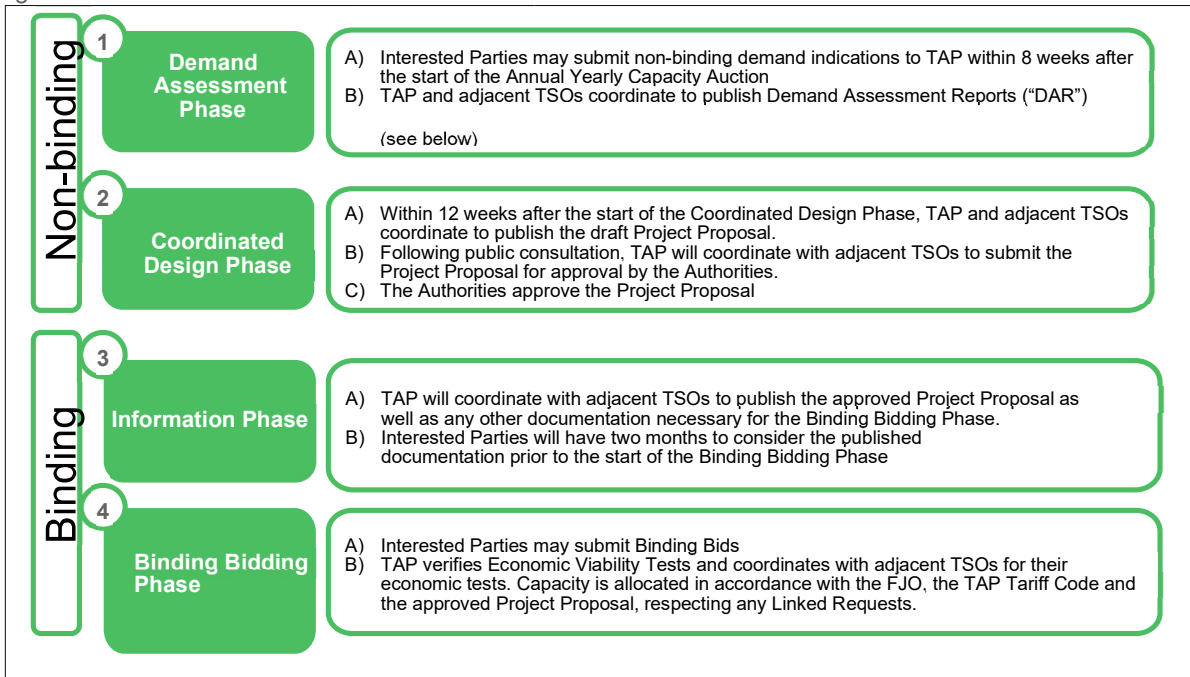 Non-binding
1
Demand
Assessment
Phase
A) Interested Parties may submit non-binding demand indications to TAP within 8 weeks after
the start of the Annual Yearly Capacity Auction
B) TAP and adjacent TSOs coordinate to publish Demand Assessment Reports (“DAR”)
(see below)
2
Coordinated
Design Phase
A) Within 12 weeks after the start of the Coordinated Design Phase, TAP and adjacent TSOs
coordinate to publish the draft Project Proposal.
B) Following public consultation, TAP will coordinate with adjacent TSOs to submit the
Project Proposal for approval by the Authorities.
C) The Authorities approve the Project Proposal
Binding
3
Information Phase
A) TAP will coordinate with adjacent TSOs to publish the approved Project Proposal as
well as any other documentation necessary for the Binding Bidding Phase.
B) Interested Parties will have two months to consider the published
documentation prior to the start of the Binding Bidding Phase
4
Binding Bidding
Phase
A) Interested Parties may submit Binding Bids
B) TAP verifies Economic Viability Tests and coordinates with adjacent TSOs for their
economic tests. Capacity is allocated in accordance with the FJO, the TAP Tariff Code and
the approved Project Proposal, respecting any Linked Requests.